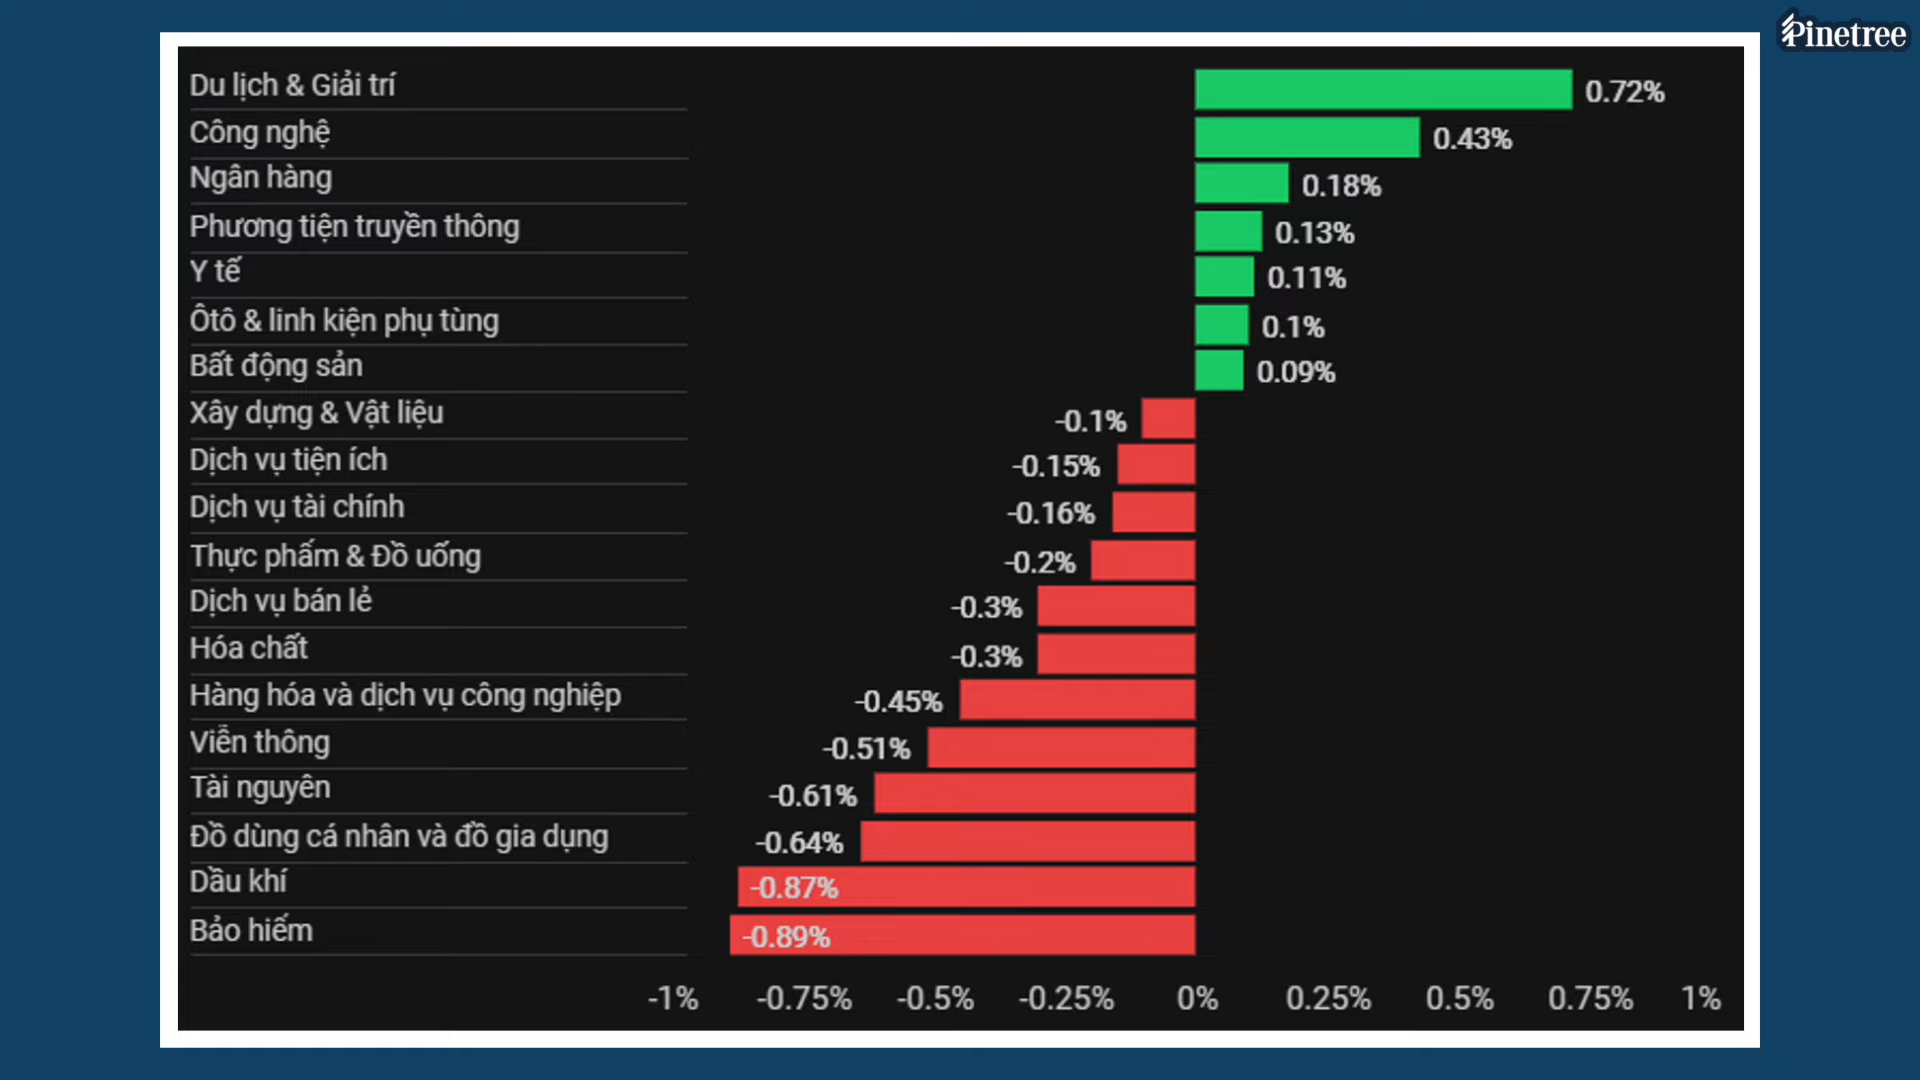 Pinetree
Du lịch & Giải trí 0.72%
Công nghệ 0.43%
Ngân hàng 0.18%
Phương tiện truyền thông 0.13%
Y tế 0.11%
Ôtô & linh kiện phụ tùng 0.1%
Bất động sản 0.09%
Xây dựng & Vật liệu -0.1%
Dịch vụ tiện ích -0.15%
Dịch vụ tài chính -0.16%
Thực phẩm & Đồ uống -0.2%
Dịch vụ bán lẻ -0.3%
Hóa chất -0.3%
Hàng hóa và dịch vụ công nghiệp -0.45%
Viễn thông -0.51%
Tài nguyên -0.61%
Đồ dùng cá nhân và đồ gia dụng -0.64%
Dầu khí -0.87%
Bảo hiểm -0.89%
-1% -0.75% -0.5% -0.25% 0% 0.25% 0.5% 0.75% 1%